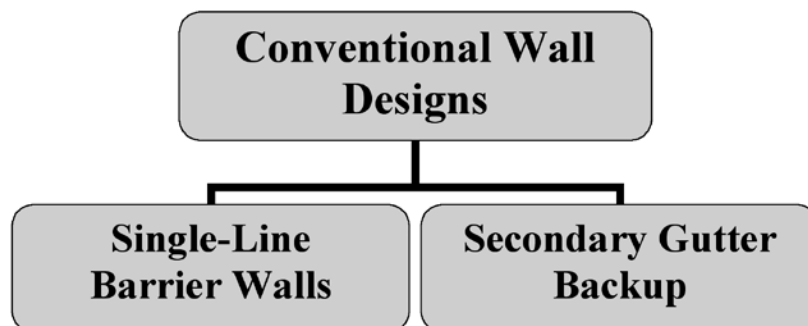 Conventional Wall
Designs
Single-Line
Barrier Walls
Secondary Gutter
Backup